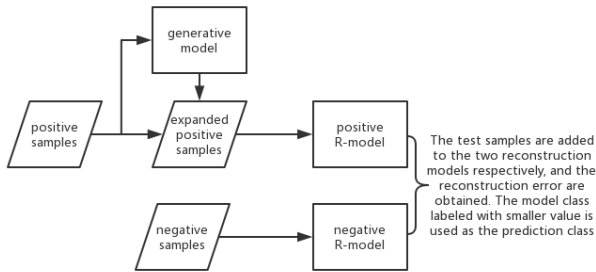 generative
model
positive
samples
expanded
positive
samples
positive
R-model
negative
samples
negative
R-model
The test samples are added
to the two reconstruction
models respectively, and the
reconstruction error are
obtained. The model class
labeled with smaller value is
used as the prediction class